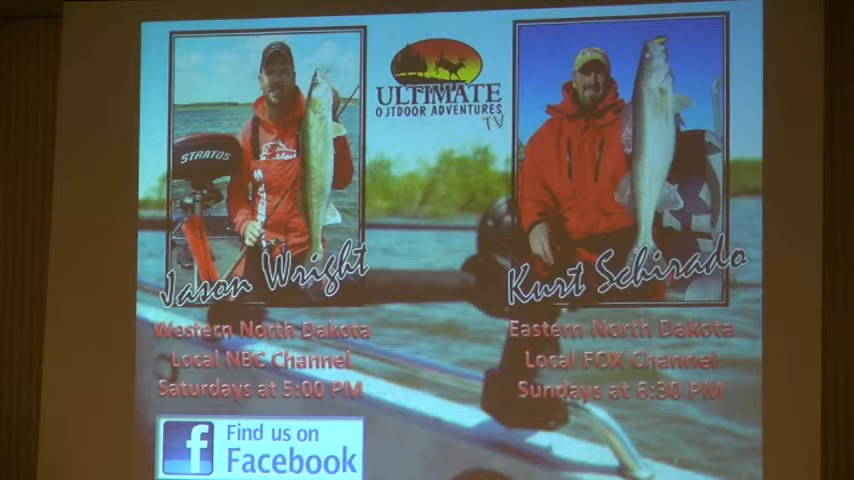 ULTIMATE
OUTDOOR ADVENTURES
TV
STRATOS
Jason Wright
Western North Dakota
Local NBC Channel
Saturdays at 5:00 PM
Kurt Schirado
Eastern North Dakota
Local FOX Channel
Sundays at 6:30 PM
f Find us on
Facebook